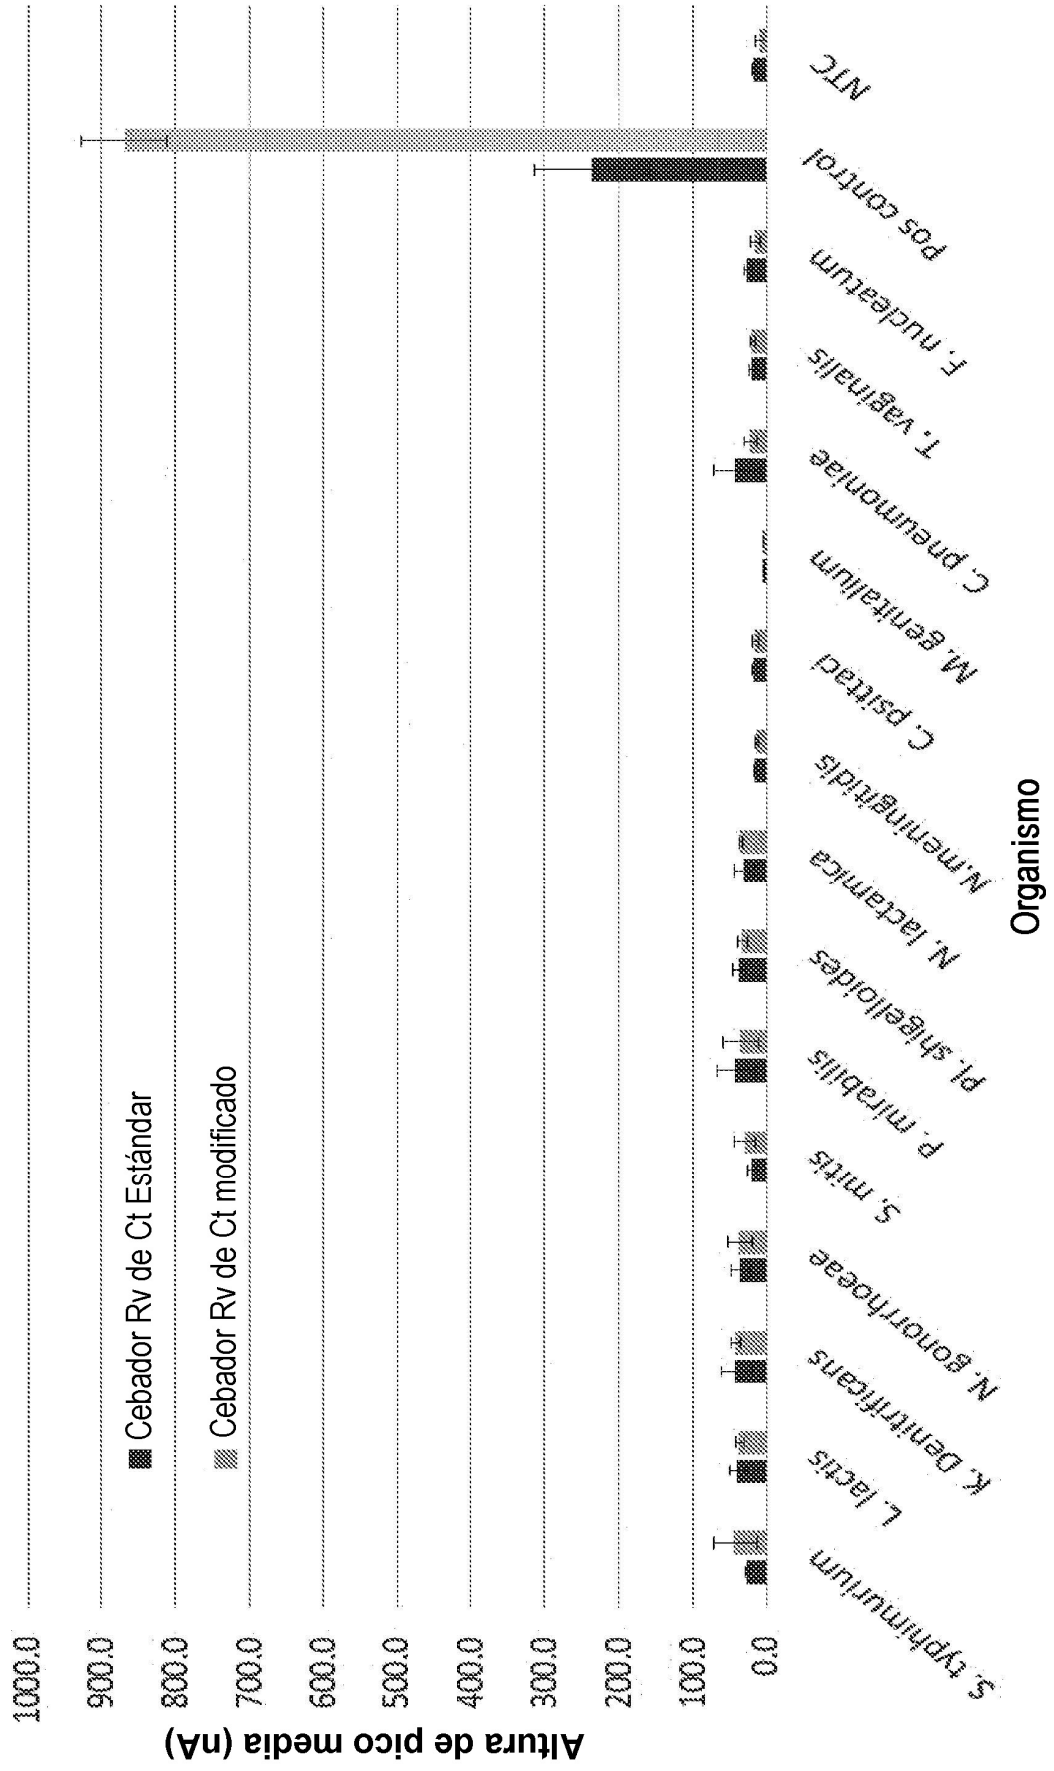 Altura de pico media (nA)
1000.0
900.0
800.0
700.0
600.0
500.0
400.0
300.0
200.0
100.0
0.0
Cebador Rv de Ct Estándar
Cebador Rv de Ct modificado
S. typhimurium
L. lactis
K. Denitrificans
N. gonorrhoeae
S. mitis
P. mirabilis
Pl. shigelloides
N. lactamica
N.meningitidis
C. psittaci
M. genitalium
C. pneumoniae
T. vaginalis
F. nucleatum
Pos control
NTC
Organismo